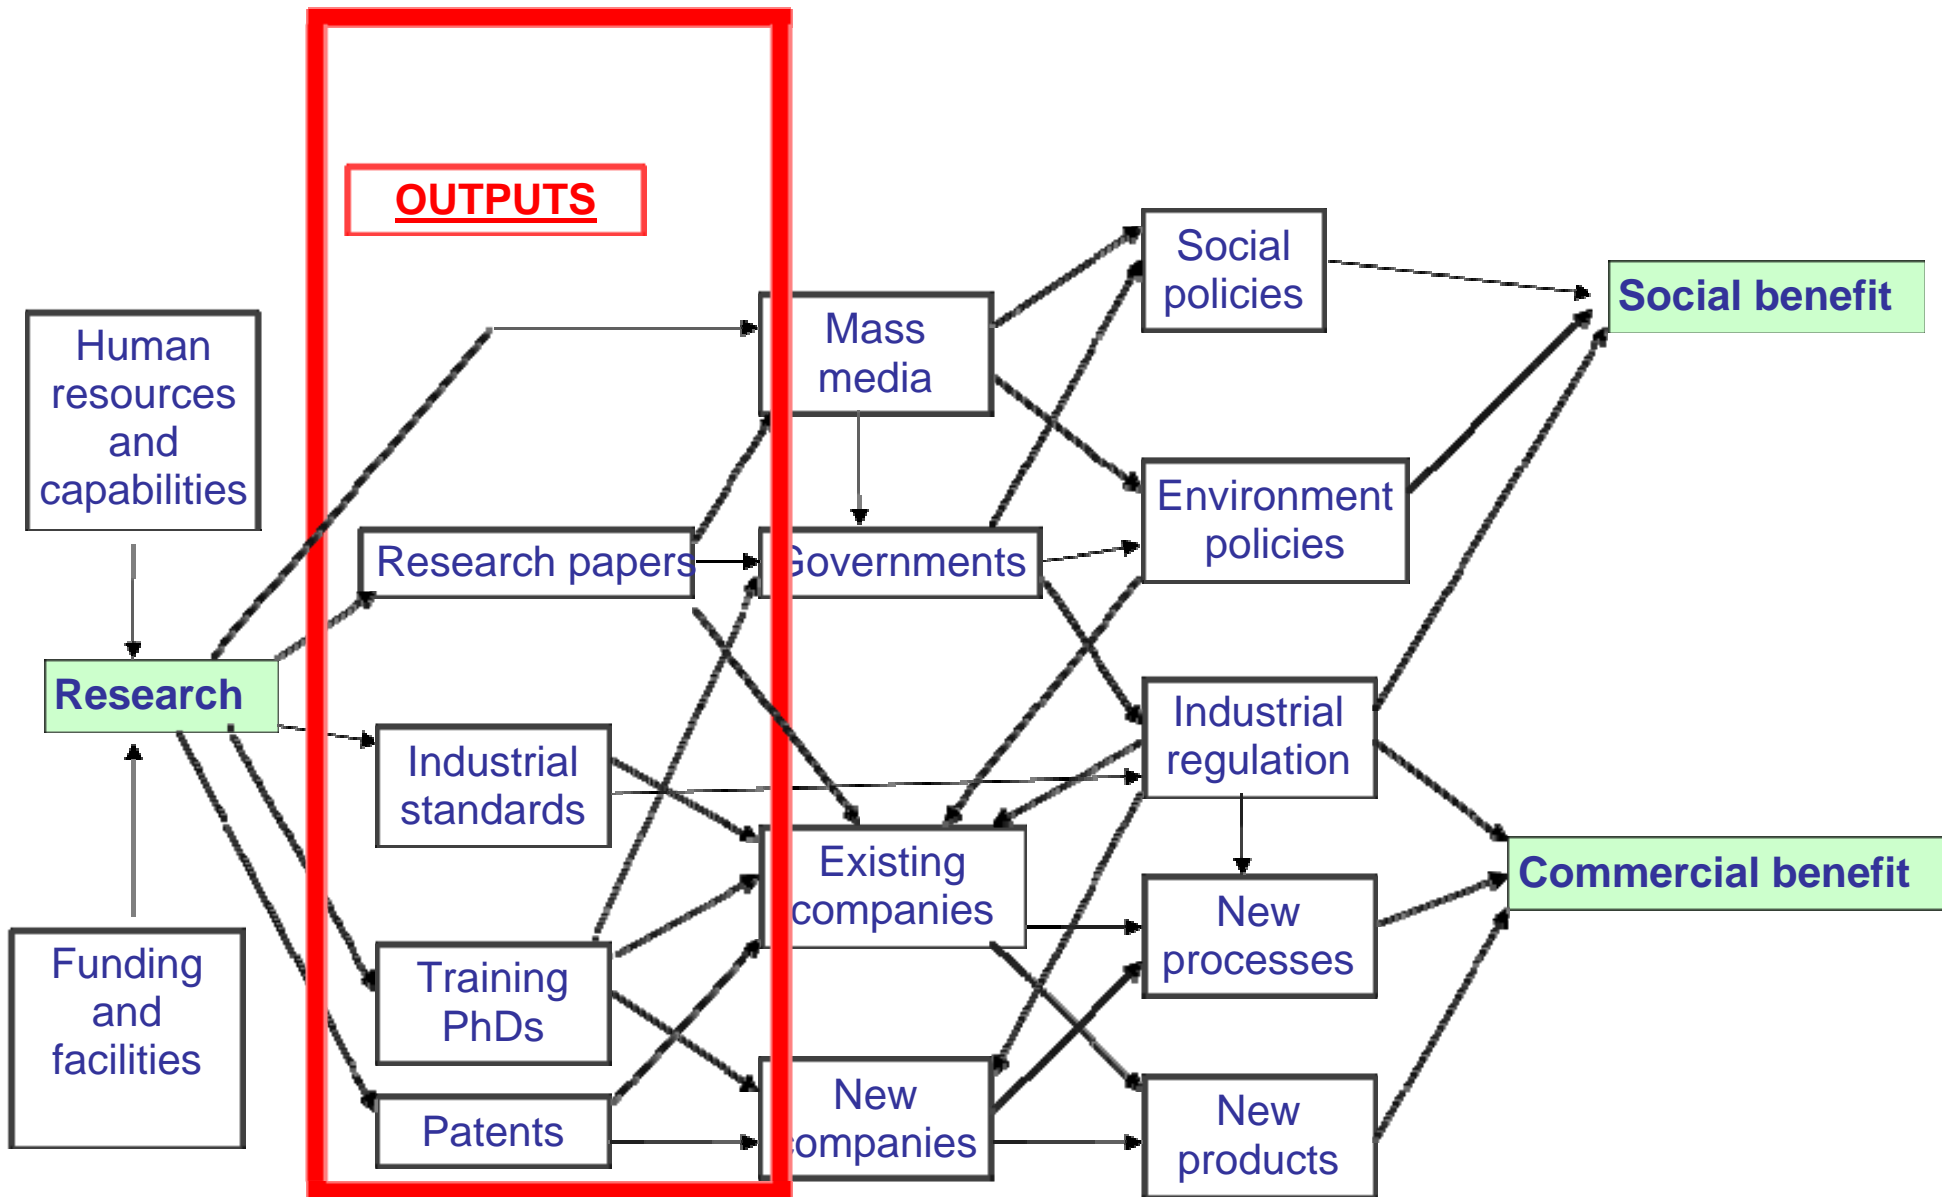 OUTPUTS
Human
resources
and
capabilities
Research
Funding
and
facilities
Research papers
Industrial
standards
Training
PhDs
Patents
Mass
media
Governments
Existing
companies
New
companies
Social
policies
Environment
policies
Industrial
regulation
New
processes
New
products
Social benefit
Commercial benefit